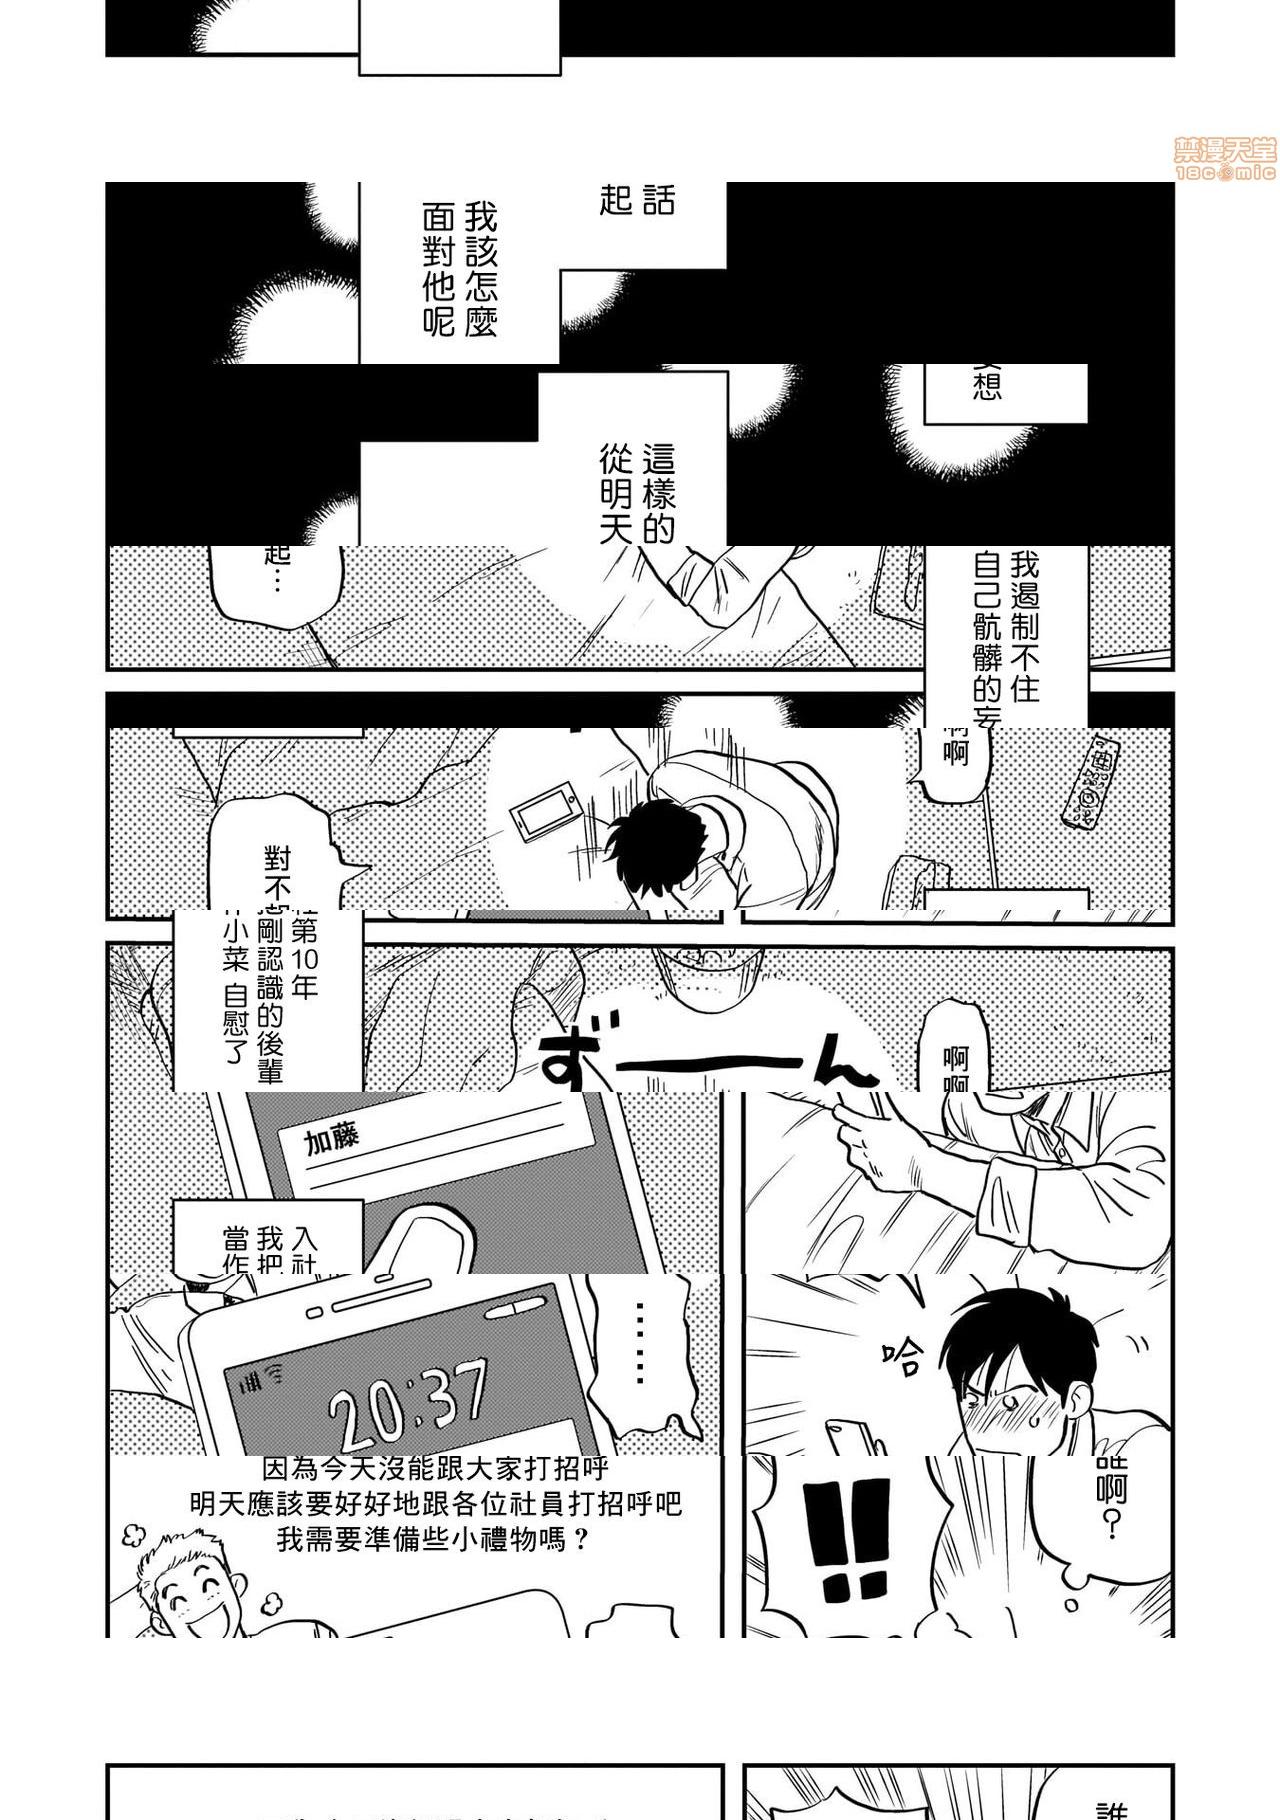 禁漫天堂
18comic
話
起
我該怎麼
面對他呢
想
這樣的
從明天
我遏制不住
自己骯髒的妄
起…
啊啊
對不
第10年
剛認識的後輩
小菜 自慰了
ずーーん
啊啊
加藤
入社
我把
當作
……
20:37
哈
誰啊?
!!
因為今天沒能跟大家打招呼
明天應該要好好地跟各位社員打招呼吧
我需要準備些小禮物嗎?
誰